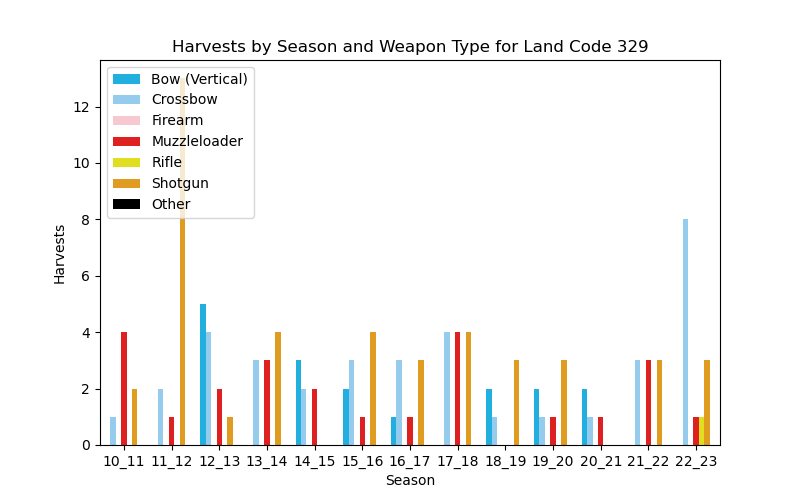 Harvests by Season and Weapon Type for Land Code 329
Bow (Vertical)
Crossbow
Firearm
Muzzleloader
Rifle
Shotgun
Other
12
10
8
6
4
2
0
Harvests
10_11 11_12 12_13 13_14 14_15 15_16 16_17 17_18 18_19 19_20 20_21 21_22 22_23
Season